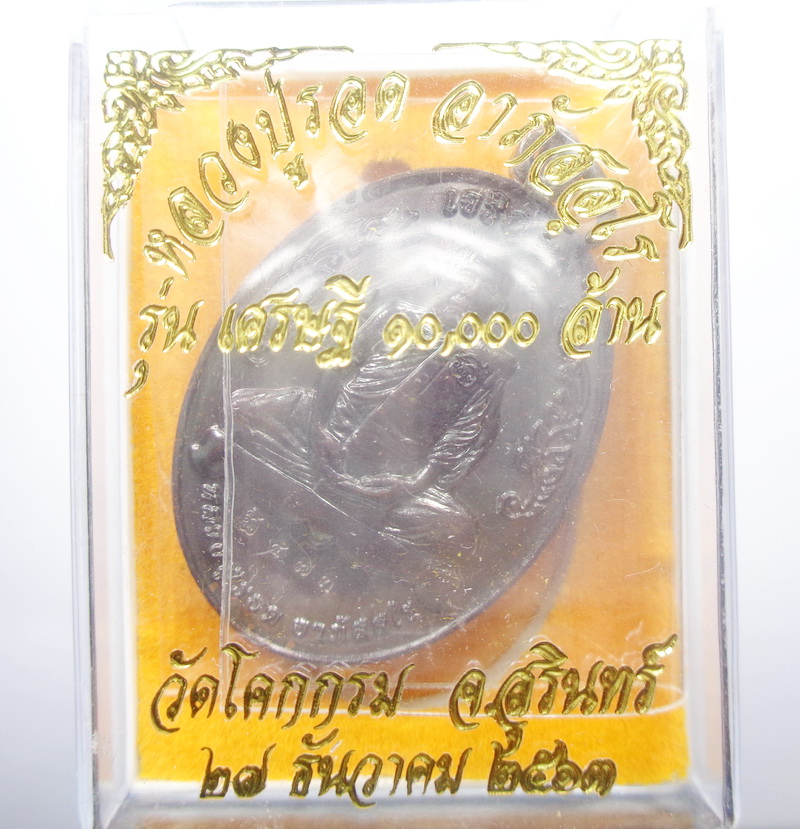 หลวงปู่รอด อาภัสสโร
รุ่น เศรษฐี ๑๐,๐๐๐ ล้าน
วัดโคกกรม จ.สุรินทร์
๒๗ ธันวาคม ๒๕๖๓